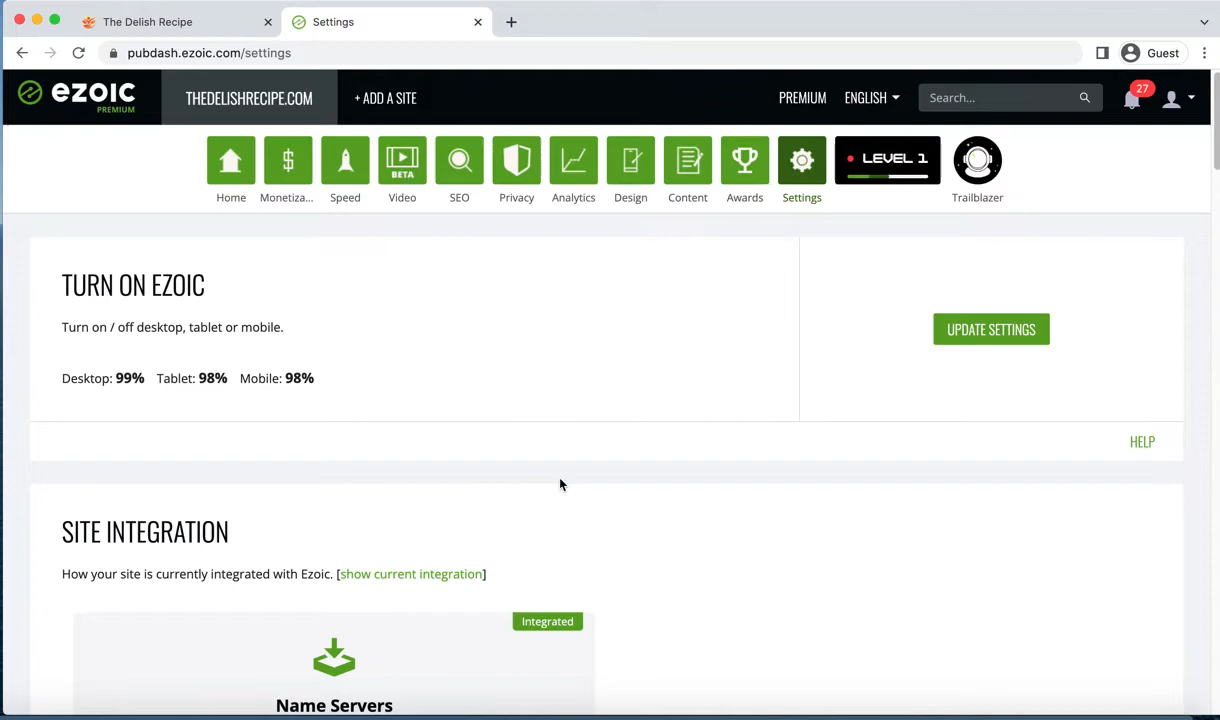 The Delish Recipe
Settings
pubdash.ezoic.com/settings
Guest
ezoic
PREMIUM
THEDELISHRECIPE.COM
+ ADD A SITE
PREMIUM
ENGLISH
Search...
27
BETA
LEVEL 1
Home
Monetiza...
Speed
Video
SEO
Privacy
Analytics
Design
Content
Awards
Settings
Trailblazer
TURN ON EZOIC
Turn on / off desktop, tablet or mobile.
Desktop: 99% Tablet: 98% Mobile: 98%
UPDATE SETTINGS
HELP
SITE INTEGRATION
How your site is currently integrated with Ezoic. [show current integration]
Integrated
Name Servers